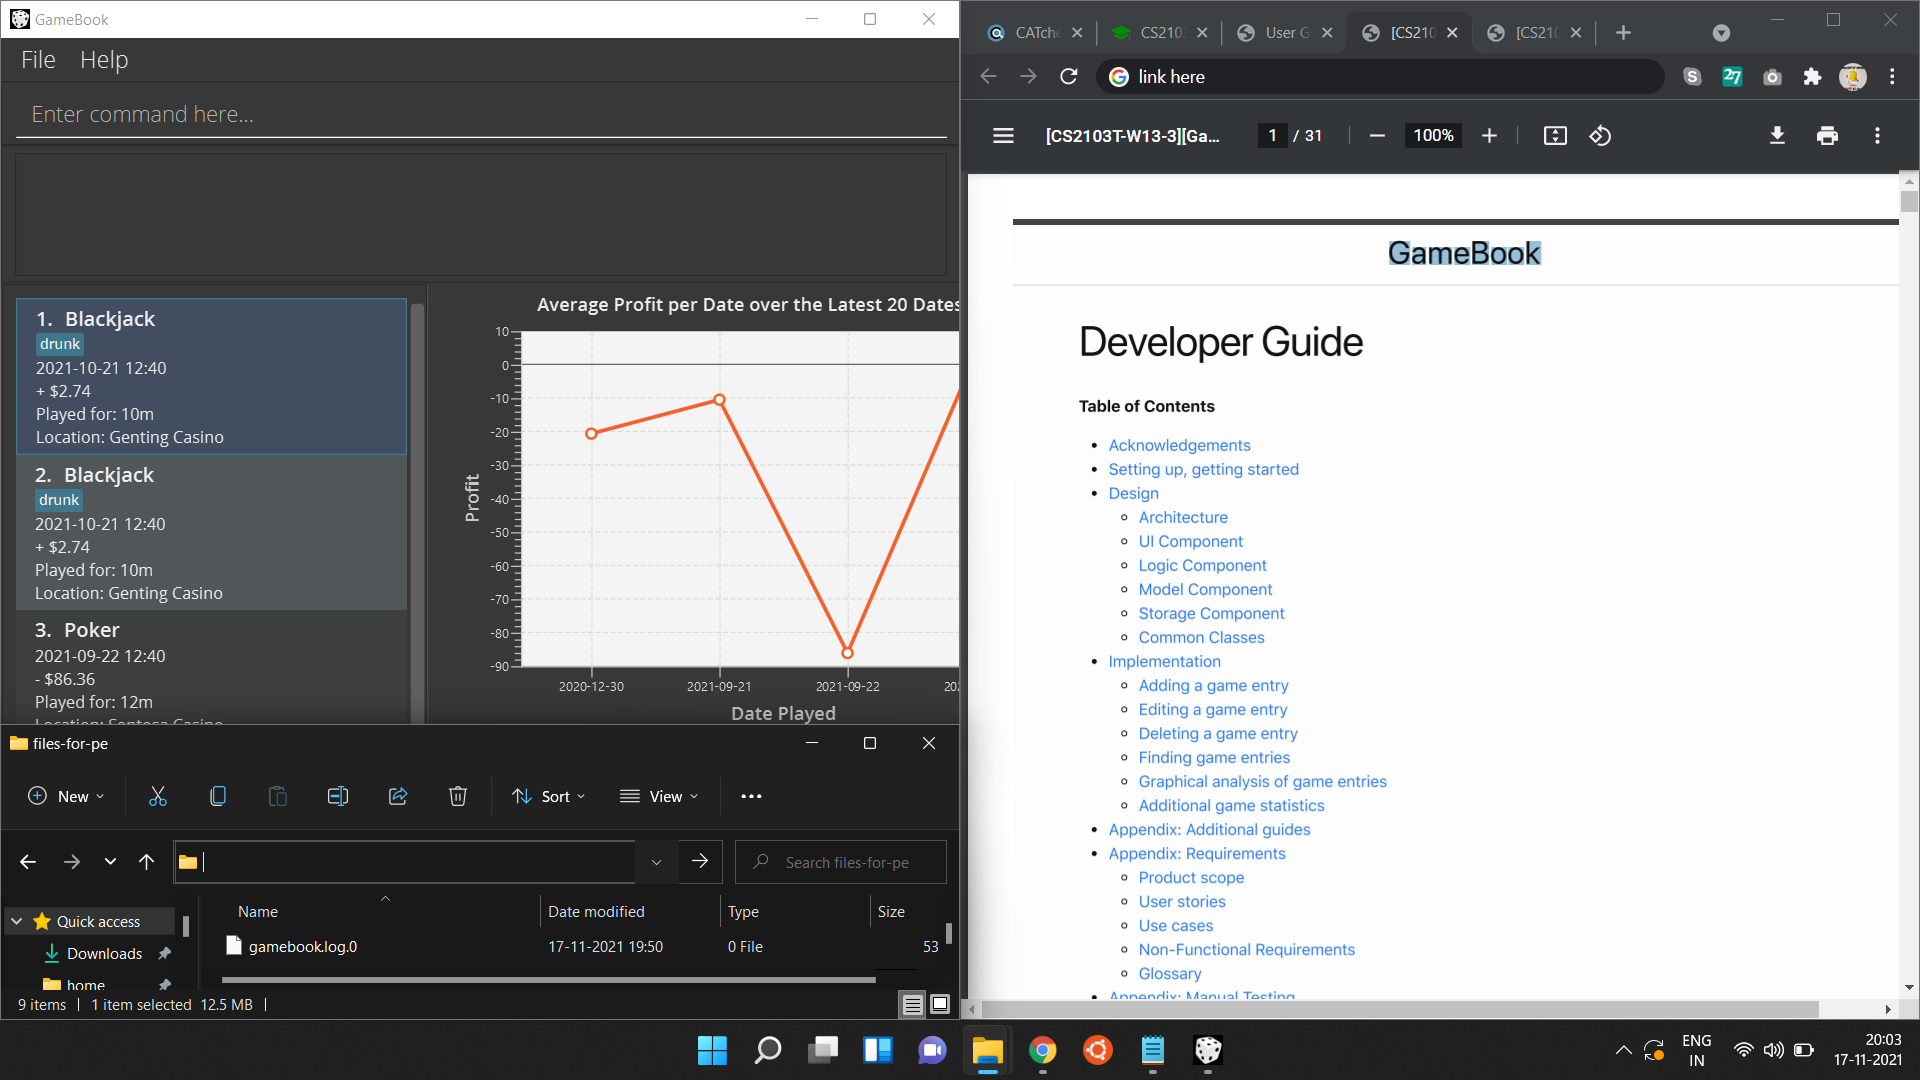 GameBook
File Help
Enter command here...
1. Blackjack
drunk
2021-10-21 12:40
+ $2.74
Played for: 10m
Location: Genting Casino
2. Blackjack
drunk
2021-10-21 12:40
+ $2.74
Played for: 10m
Location: Genting Casino
3. Poker
2021-09-22 12:40
- $86.36
Played for: 12m
Location: Sentosa Casino
Average Profit per Date over the Latest 20 Dates
Profit
10
0
-10
-20
-30
-40
-50
-60
-70
-80
-90
2020-12-30 2021-09-21 2021-09-22 202
Date Played
files-for-pe
New Sort View
Search files-for-pe
Name Date modified Type Size
Quick access
Downloads
home
gamebook.log.0 17-11-2021 19:50 0 File 53
9 items 1 item selected 12.5 MB
CATche CS210 User G [CS210 [CS210
link here
27
[CS2103T-W13-3][Ga... 1 / 31 100%
GameBook
Developer Guide
Table of Contents
Acknowledgements
Setting up, getting started
Design
Architecture
UI Component
Logic Component
Model Component
Storage Component
Common Classes
Implementation
Adding a game entry
Editing a game entry
Deleting a game entry
Finding game entries
Graphical analysis of game entries
Additional game statistics
Appendix: Additional guides
Appendix: Requirements
Product scope
User stories
Use cases
Non-Functional Requirements
Glossary
Appendix: Manual Testing
ENG
IN
20:03
17-11-2021